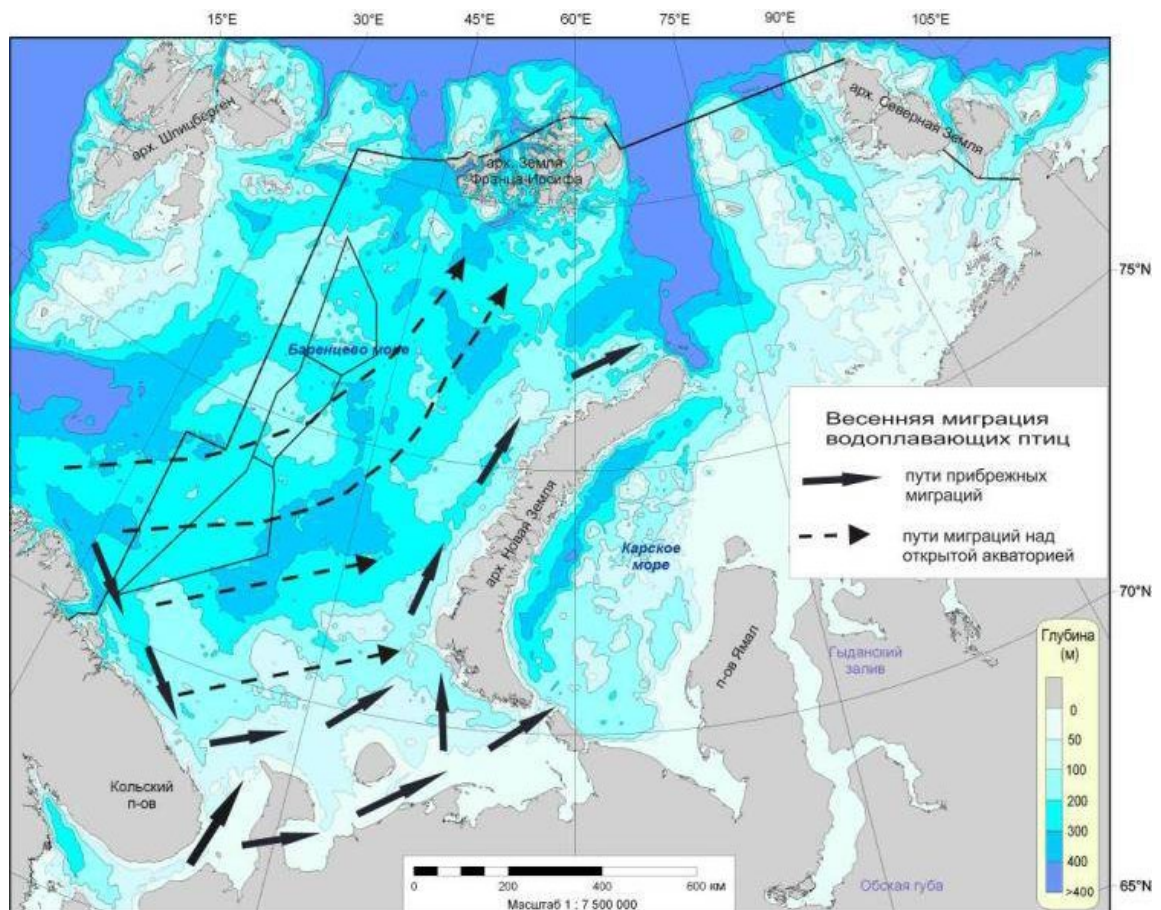 15°E
30°E
45°E
60°E
75°E
90°E
105°E
арх. Шпицберген
арх. Земля
Франца-Иосифа
арх. Северная Земля
75°N
Баренцево море
Весенняя миграция
водоплавающих птиц
пути прибрежных
миграций
пути миграций над
открытой акваторией
арх. Новая Земля
Карское
море
70°N
п-ов Ямал
Гыданский
залив
Глубина
(м)
0
50
100
200
300
400
>400
Кольский
п-ов
0
200
400
600 км
Масштаб 1 : 7 500 000
Обская губа
65°N